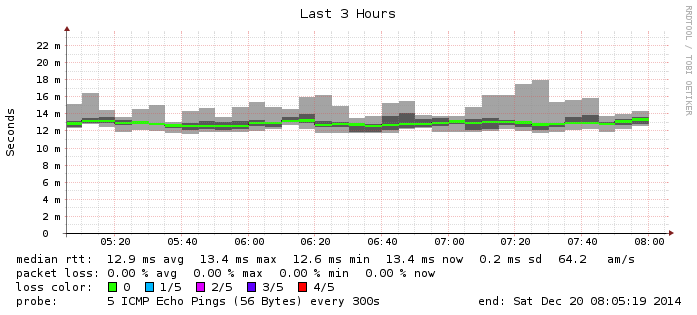 Last 3 Hours
RRDTOOL / TOBI OETIKER
Seconds
22 m
20 m
18 m
16 m
14 m
12 m
10 m
8 m
6 m
4 m
2 m
0
05:20 05:40 06:00 06:20 06:40 07:00 07:20 07:40 08:00
median rtt: 12.9 ms avg 13.4 ms max 12.6 ms min 13.4 ms now 0.2 ms sd 64.2 am/s
packet loss: 0.00 % avg 0.00 % max 0.00 % min 0.00 % now
loss color: 0 1/5 2/5 3/5 4/5
probe: 5 ICMP Echo Pings (56 Bytes) every 300s end: Sat Dec 20 08:05:19 2014